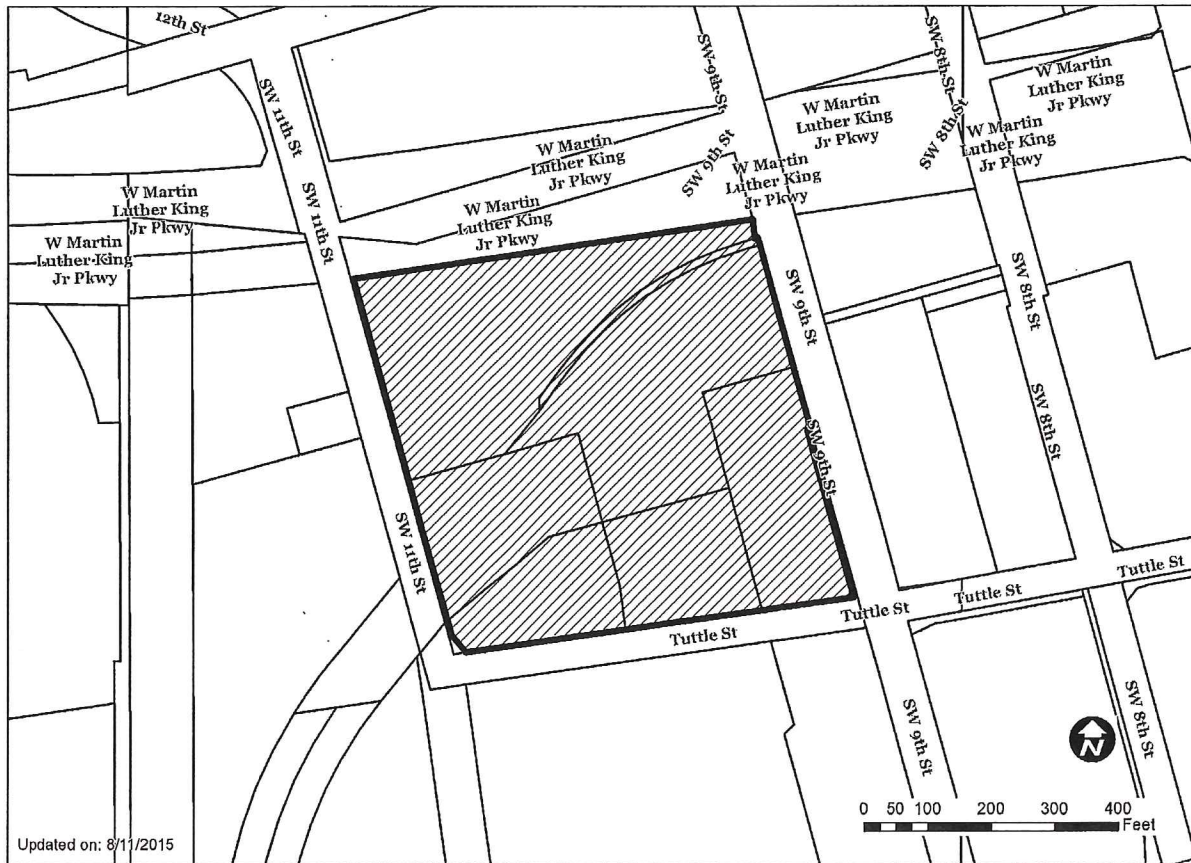 12th St
SW 9th St
SW 8th St
W Martin
Luther King
Jr Pkwy
SW 11th St
W Martin
Luther King
Jr Pkwy
SW 8th St
W Martin
Luther King
Jr Pkwy
W Martin
Luther King
Jr Pkwy
SW 9th St
W Martin
Luther King
Jr Pkwy
SW 11th St
W Martin
Luther King
Jr Pkwy
W Martin
Luther King
Jr Pkwy
W Martin
Luther King
Jr Pkwy
SW 9th St
SW 8th St
SW 8th St
SW 9th St
SW 11th St
Tuttle St
Tuttle St
Tuttle St
Tuttle St
SW 9th St
SW 8th St
N
0 50 100 200 300 400
Feet
Updated on: 8/11/2015